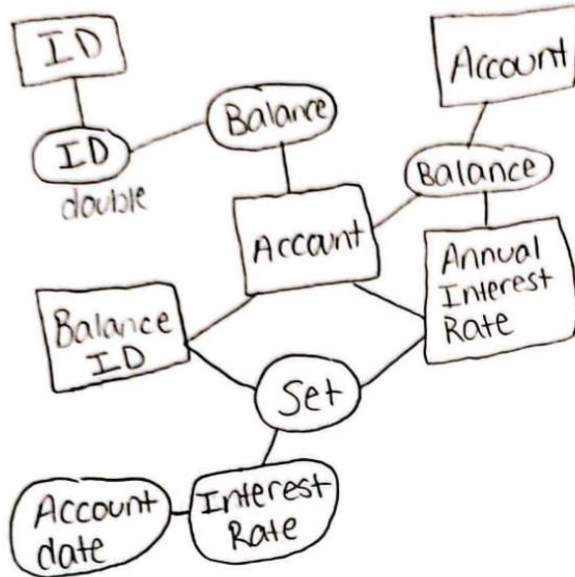 ID
Account
Balance
ID
double
Balance
Account
Annual
Interest
Rate
Balance
ID
Set
Account
date
Interest
Rate